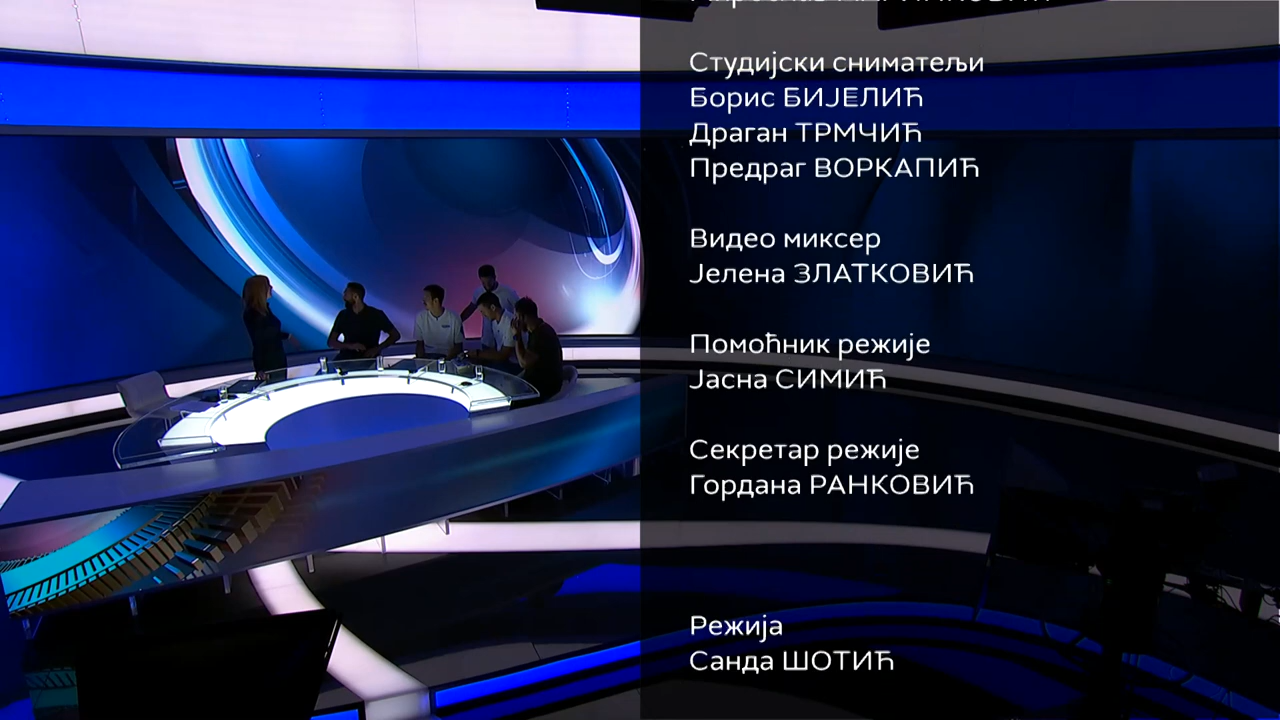 Студијски сниматељи
Борис БИЈЕЛИЋ
Драган ТРМЧИЋ
Предраг ВОРКАПИЋ
Видео миксер
Јелена ЗЛАТКОВИЋ
Помоћник режије
Јасна СИМИЋ
Секретар режије
Гордана РАНКОВИЋ
Режија
Санда ШОТИЋ